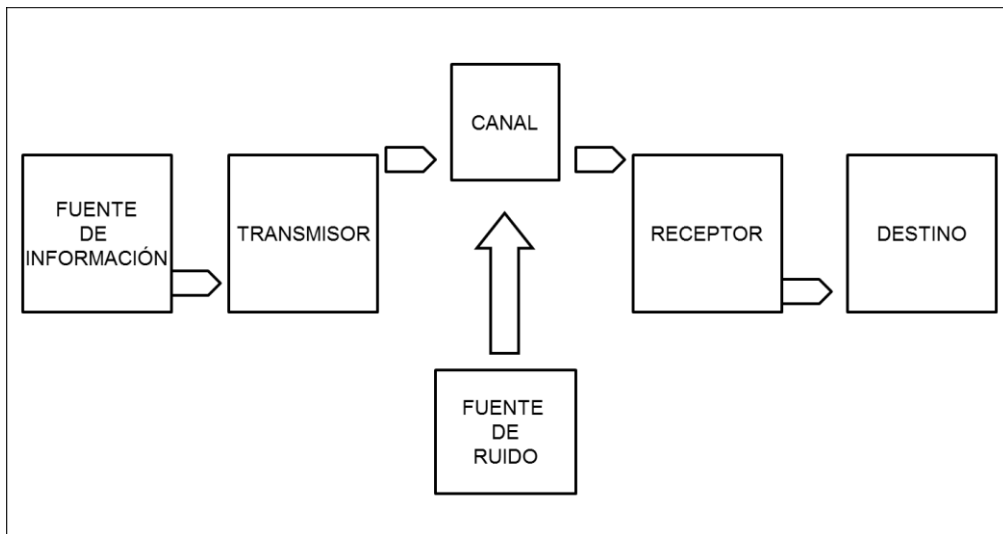 CANAL
FUENTE
DE
INFORMACIÓN
TRANSMISOR
RECEPTOR
DESTINO
FUENTE
DE
RUIDO